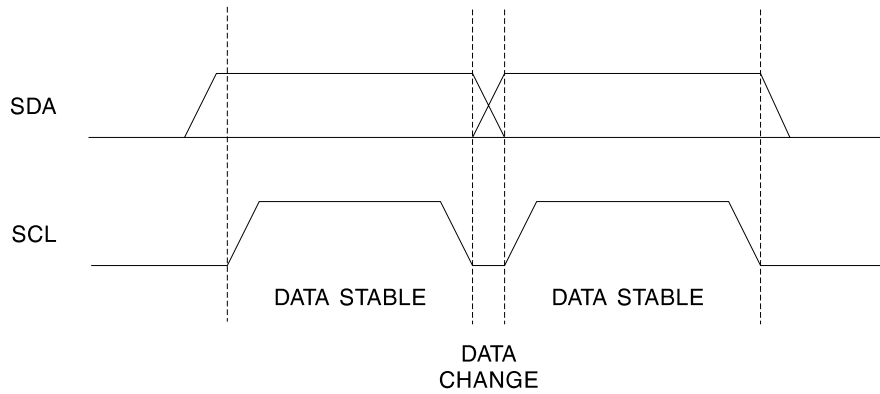 SDA
SCL
DATA STABLE
DATA STABLE
DATA
CHANGE